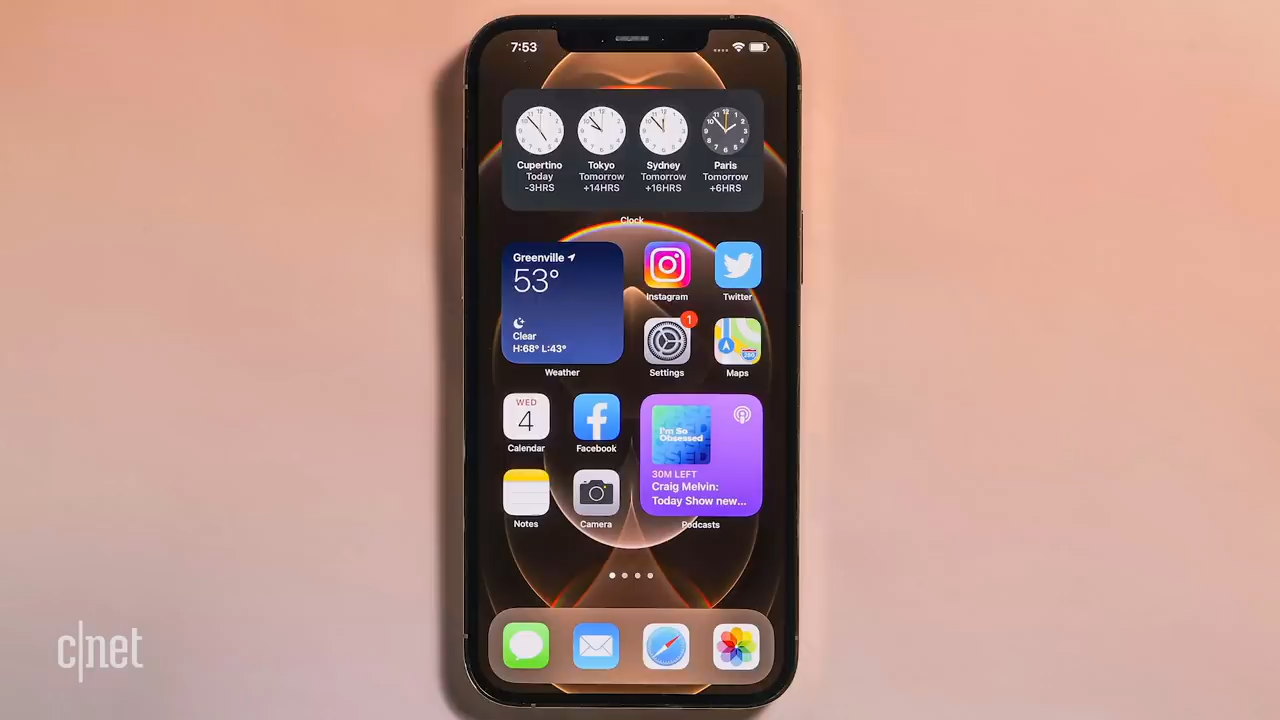 7:53
Cupertino
Today
-3HRS
Tokyo
Tomorrow
+14HRS
Sydney
Tomorrow
+16HRS
Paris
Tomorrow
+6HRS
Clock
Greenville
53°
Clear
H:68° L:43°
Weather
Instagram
Twitter
1
Settings
280
Maps
WED
4
Calendar
Facebook
I'm So
Obsessed
30M LEFT
Craig Melvin:
Today Show new...
Podcasts
Notes
Camera
c|net